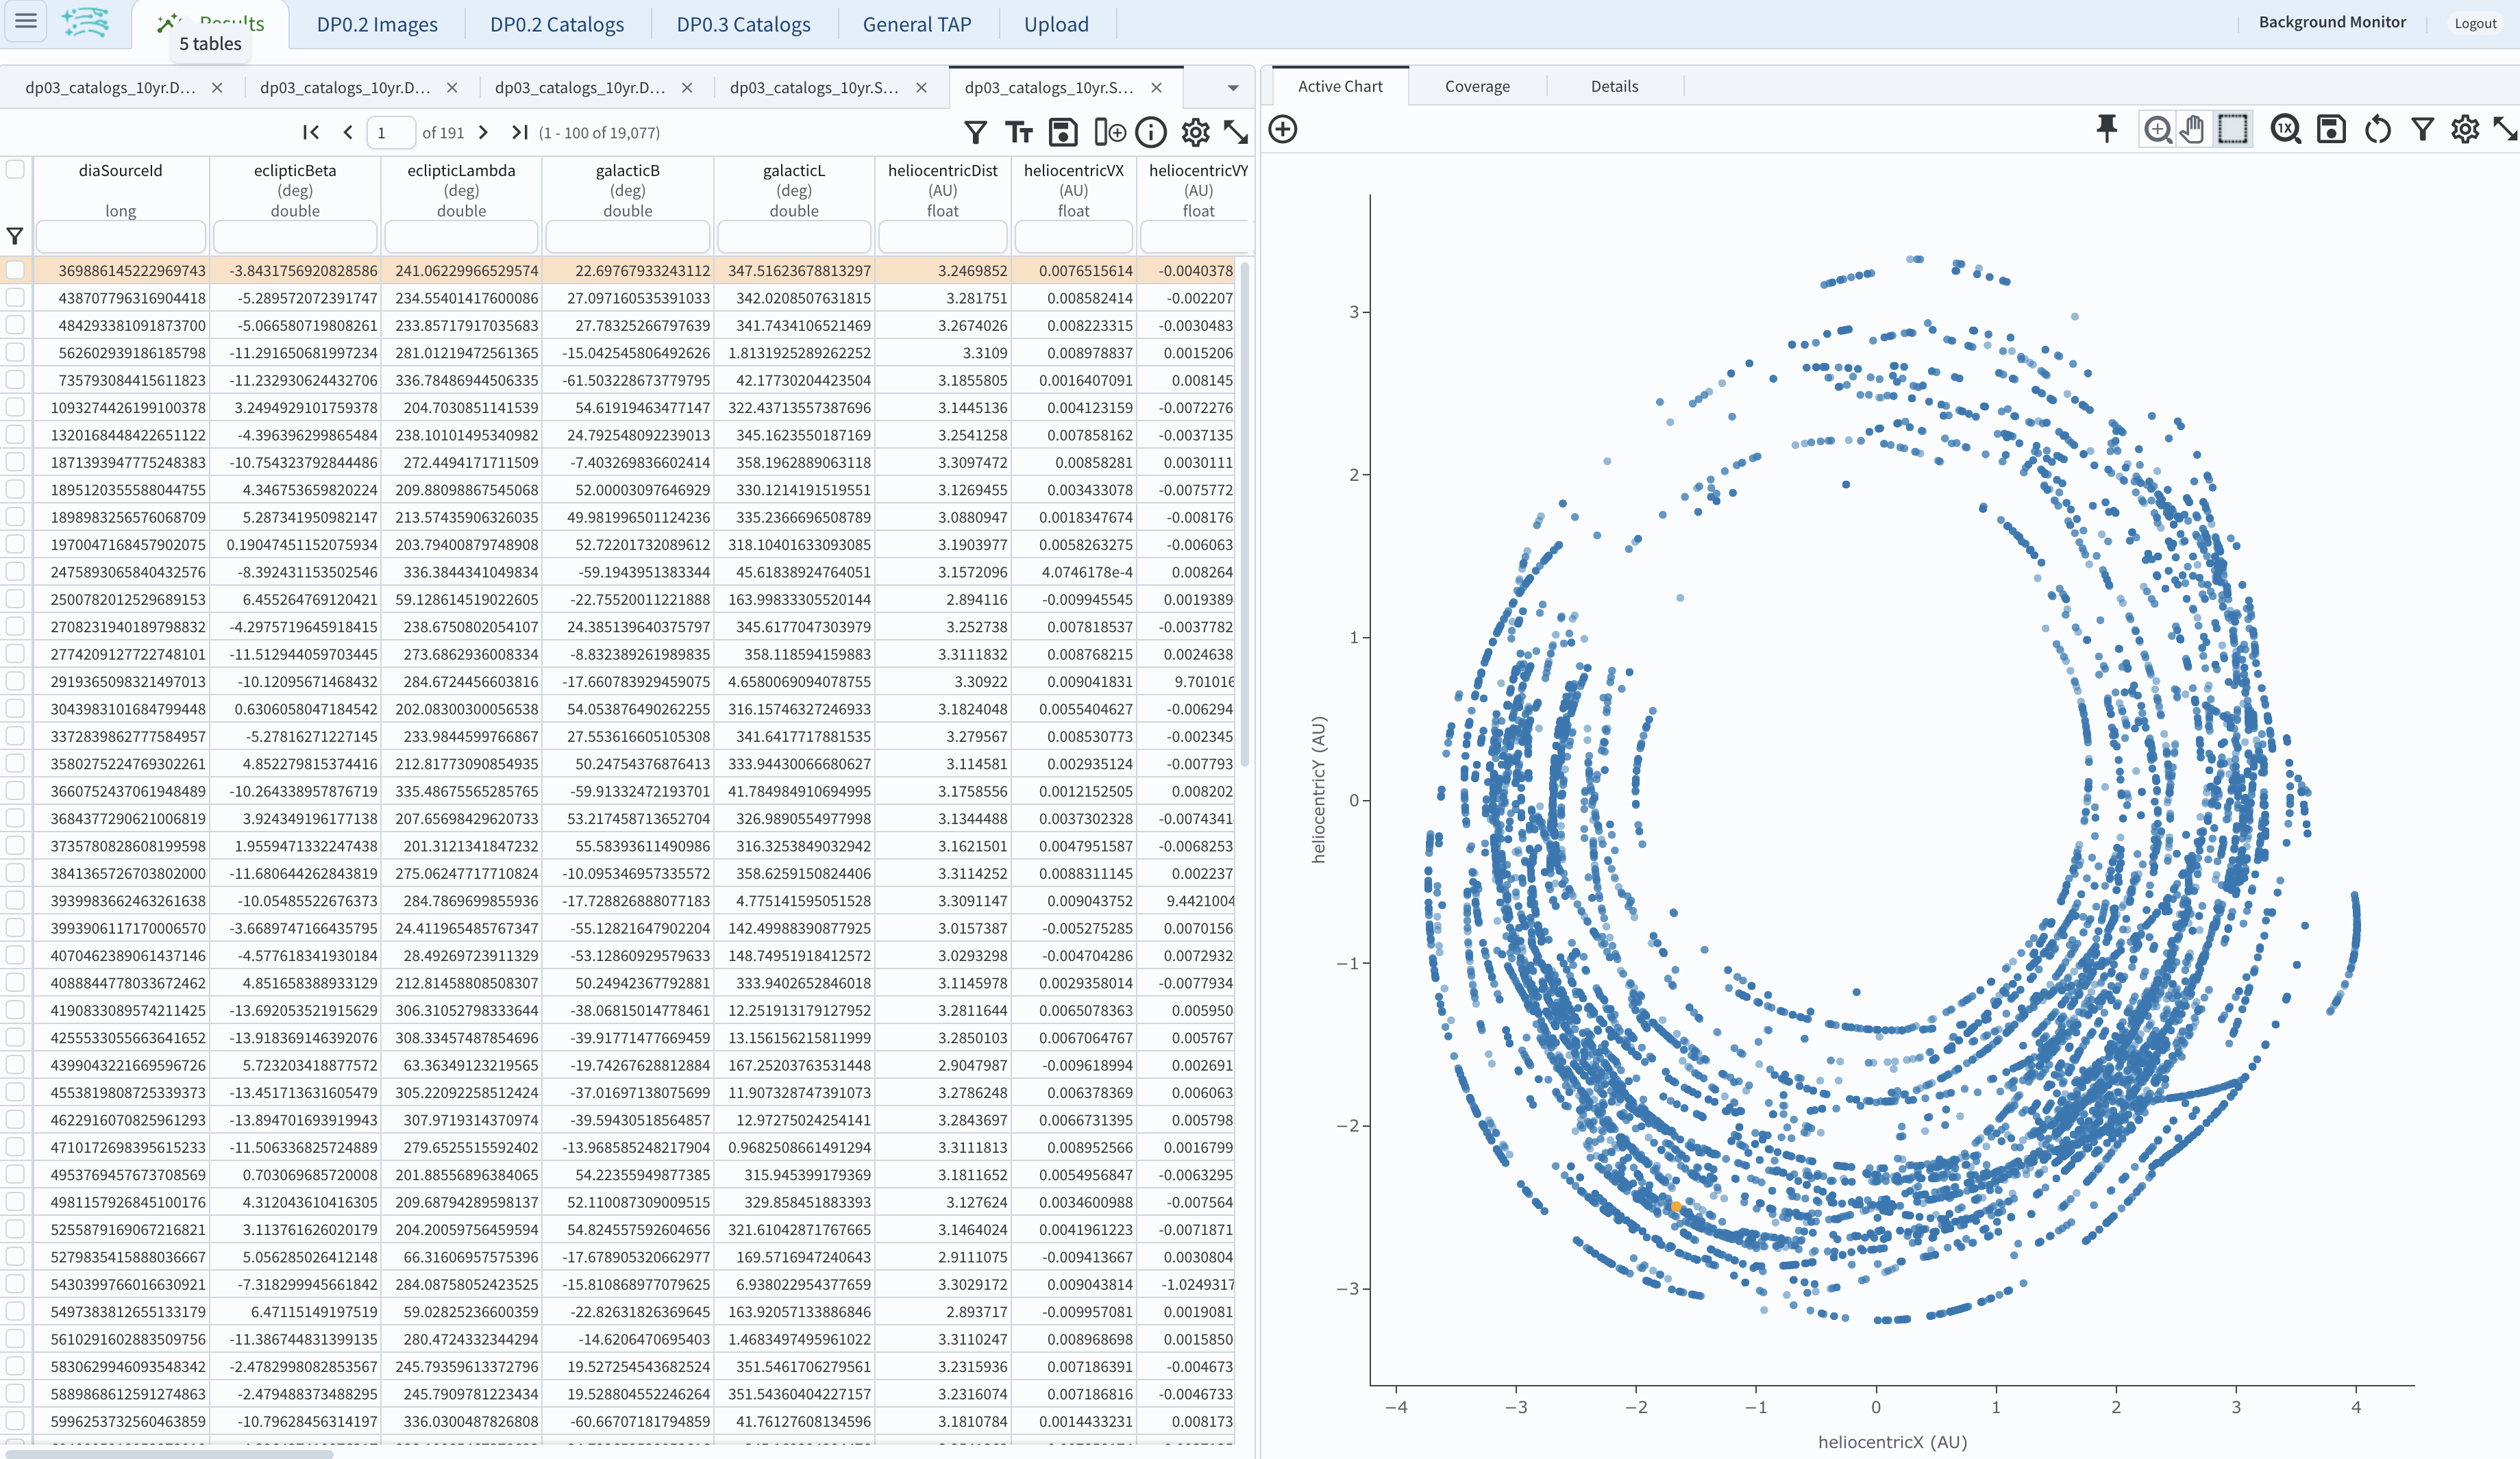 Results DP0.2 Images DP0.2 Catalogs DP0.3 Catalogs General TAP Upload Background Monitor Logout
5 tables
dp03_catalogs_10yr.D... dp03_catalogs_10yr.D... dp03_catalogs_10yr.D... dp03_catalogs_10yr.S... dp03_catalogs_10yr.S...
1 of 191 (1 - 100 of 19,077)
diaSourceId eclipticBeta eclipticLambda galacticB galacticL heliocentricDist heliocentricVX heliocentricVY
(deg) (deg) (deg) (deg) (AU) (AU) (AU)
long double double double double float float float
369886145222969743 -3.8431756920828586 241.06229966529574 22.69767933243112 347.51623678813297 3.2469852 0.0076515614 -0.0040378
438707796316904418 -5.289572072391747 234.55401417600086 27.097160535391033 342.0208507631815 3.281751 0.008582414 -0.002207
484293381091873700 -5.066580719808261 233.85717917035683 27.78325266797639 341.7434106521469 3.2674026 0.008223315 -0.0030483
562602939186185798 -11.291650681997234 281.01219472561365 -15.042545806492626 1.8131925289262252 3.3109 0.008978837 0.0015206
735793084415611823 -11.232930624432706 336.78486944506335 -61.503228673779795 42.17730204423504 3.1855805 0.0016407091 0.008145
1093274426199100378 3.2494929101759378 204.7030851141539 54.61919463477147 322.43713557387696 3.1445136 0.004123159 -0.0072276
1320168448422651122 -4.396396299865484 238.10101495340982 24.792548092239013 345.1623550187169 3.2541258 0.007858162 -0.0037135
1871393947775248383 -10.754323792844486 272.4494171711509 -7.403269836602414 358.1962889063118 3.3097472 0.00858281 0.0030111
1895120355588044755 4.346753659820224 209.88098867545068 52.00003097646929 330.1214191519551 3.1269455 0.003433078 -0.0075772
1898983256576068709 5.287341950982147 213.57435906326035 49.981996501124236 335.2366696508789 3.0880947 0.0018347674 -0.008176
1970047168457902075 0.19047451152075934 203.79400879748908 52.72201732089612 318.10401633093085 3.1903977 0.0058263275 -0.006063
2475893065840432576 -8.392431153502546 336.3844341049834 -59.1943951383344 45.61838924764051 3.1572096 4.0746178e-4 0.008264
2500782012529689153 6.455264769120421 59.128614519022605 -22.75520011221888 163.99833305520144 2.894116 -0.009945545 0.0019389
2708231940189798832 -4.2975719645918415 238.6750802054107 24.385139640375797 345.6177047303979 3.252738 0.007818537 -0.0037782
2774209127722748101 -11.512944059703445 273.6862936008334 -8.832389261989835 358.118594159883 3.3111832 0.008768215 0.0024638
2919365098321497013 -10.12095671468432 284.6724456603816 -17.660783929459075 4.6580069094078755 3.30922 0.009041831 9.701016
3043983101684799448 0.6306058047184542 202.08300300056538 54.053876490262255 316.15746327246933 3.1824048 0.0055404627 -0.006294
3372839862777584957 -5.27816271227145 233.9844599766867 27.553616605105308 341.6417717881535 3.279567 0.008530773 -0.002345
3580275224769302261 4.852279815374416 212.81773090854935 50.24754376876413 333.94430066680627 3.114581 0.002935124 -0.007793
3660752437061948489 -10.264338957876719 335.48675565285765 -59.91332472193701 41.784984910694995 3.1758556 0.0012152505 0.008202
3684377290621006819 3.924349196177138 207.65698429620733 53.217458713652704 326.9890554977998 3.1344488 0.0037302328 -0.0074341
3735780828608199598 1.9559471332247438 201.3121341847232 55.58393611490986 316.3253849032942 3.1621501 0.0047951587 -0.0068253
3841365726703802000 -11.680644262843819 275.06247717710824 -10.095346957335572 358.6259150824406 3.3114252 0.0088311145 0.002237
3939983662463261638 -10.05485522676373 284.7869699855936 -17.728826888077183 4.775141595051528 3.3091147 0.009043752 9.4421004
3993906117170006570 -3.6689747166435795 24.411965485767347 -55.12821647902204 142.49988390877925 3.0157387 -0.005275285 0.0070156
4070462389061437146 -4.577618341930184 28.49269723911329 -53.12860929579633 148.74951918412572 3.0293298 -0.004704286 0.0072932
4088844778033672462 4.851658388933129 212.81458808508307 50.24942367792881 333.9402652846018 3.1145978 0.0029358014 -0.0077934
4190833089574211425 -13.692053521915629 306.31052798333644 -38.06815014778461 12.251913179127952 3.2811644 0.0065078363 0.005950
4255533055663641652 -13.918369146392076 308.33457487854696 -39.91771477669459 13.156156215811999 3.2850103 0.0067064767 0.005767
4399043221669596726 5.723203418877572 63.36349123219565 -19.74267628812884 167.25203763531448 2.9047987 -0.009618994 0.002691
4553819808725339373 -13.451713631605479 305.22092258512424 -37.01697138075699 11.907328747391073 3.2786248 0.006378369 0.006063
4622916070825961293 -13.894701693919943 307.9719314370974 -39.59430518564857 12.97275024254141 3.2843697 0.0066731395 0.005798
4710172698395615233 -11.506336825724889 279.6525515592402 -13.968585248217904 0.9682508661491294 3.3111813 0.008952566 0.0016799
4953769457673708569 0.703069685720008 201.88556896384065 54.22355949877385 315.945399179369 3.1811652 0.0054956847 -0.0063295
4981157926845100176 4.312043610416305 209.68794289598137 52.110087309009515 329.858451883393 3.127624 0.0034600988 -0.007564
5255879169067216821 3.113761626020179 204.20059756459594 54.824557592604656 321.61042871767665 3.1464024 0.0041961223 -0.0071871
5279835415888036667 5.056285026412148 66.31606957575396 -17.678905320662977 169.5716947240643 2.9111075 -0.009413667 0.0030804
5430399766016630921 -7.318299945661842 284.08758052423525 -15.810868977079625 6.938022954377659 3.3029172 0.009043814 -1.0249317
5497383812655133179 6.47115149197519 59.02825236600359 -22.82631826369645 163.92057133886846 2.893717 -0.009957081 0.0019081
5610291602883509756 -11.386744831399135 280.4724332344294 -14.6206470695403 1.4683497495961022 3.3110247 0.008968698 0.0015850
5830629946093548342 -2.4782998082853567 245.79359613372796 19.527254543682524 351.5461706279561 3.2315936 0.007186391 -0.004673
5889868612591274863 -2.479488373488295 245.7909781223434 19.528804552246264 351.54360404227157 3.2316074 0.007186816 -0.0046733
5996253732560463859 -10.79628456314197 336.0300487826808 -60.66707181794859 41.76127608134596 3.1810784 0.0014433231 0.008173
Active Chart Coverage Details
1X
3
2
1
0
−1
−2
−3
heliocentricY (AU)
−4 −3 −2 −1 0 1 2 3 4
heliocentricX (AU)